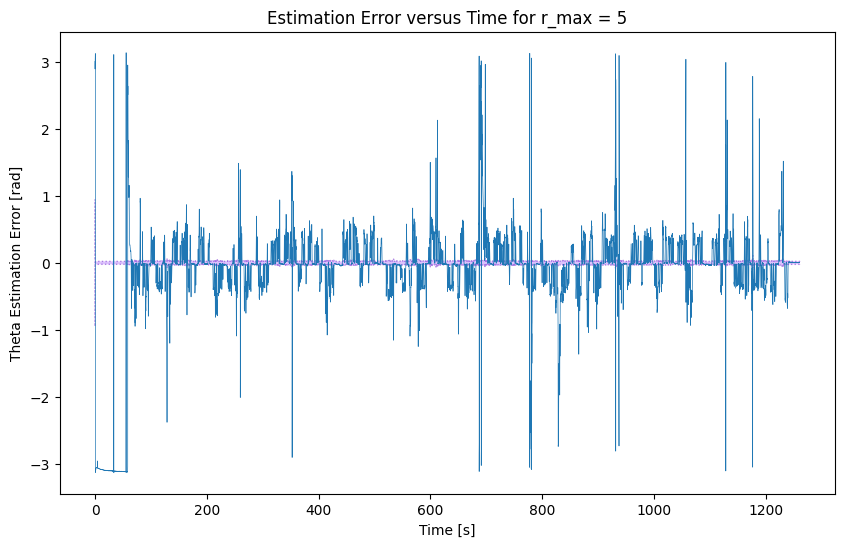 Estimation Error versus Time for r_max = 5
Theta Estimation Error [rad]
3
2
1
0
−1
−2
−3
0 200 400 600 800 1000 1200
Time [s]